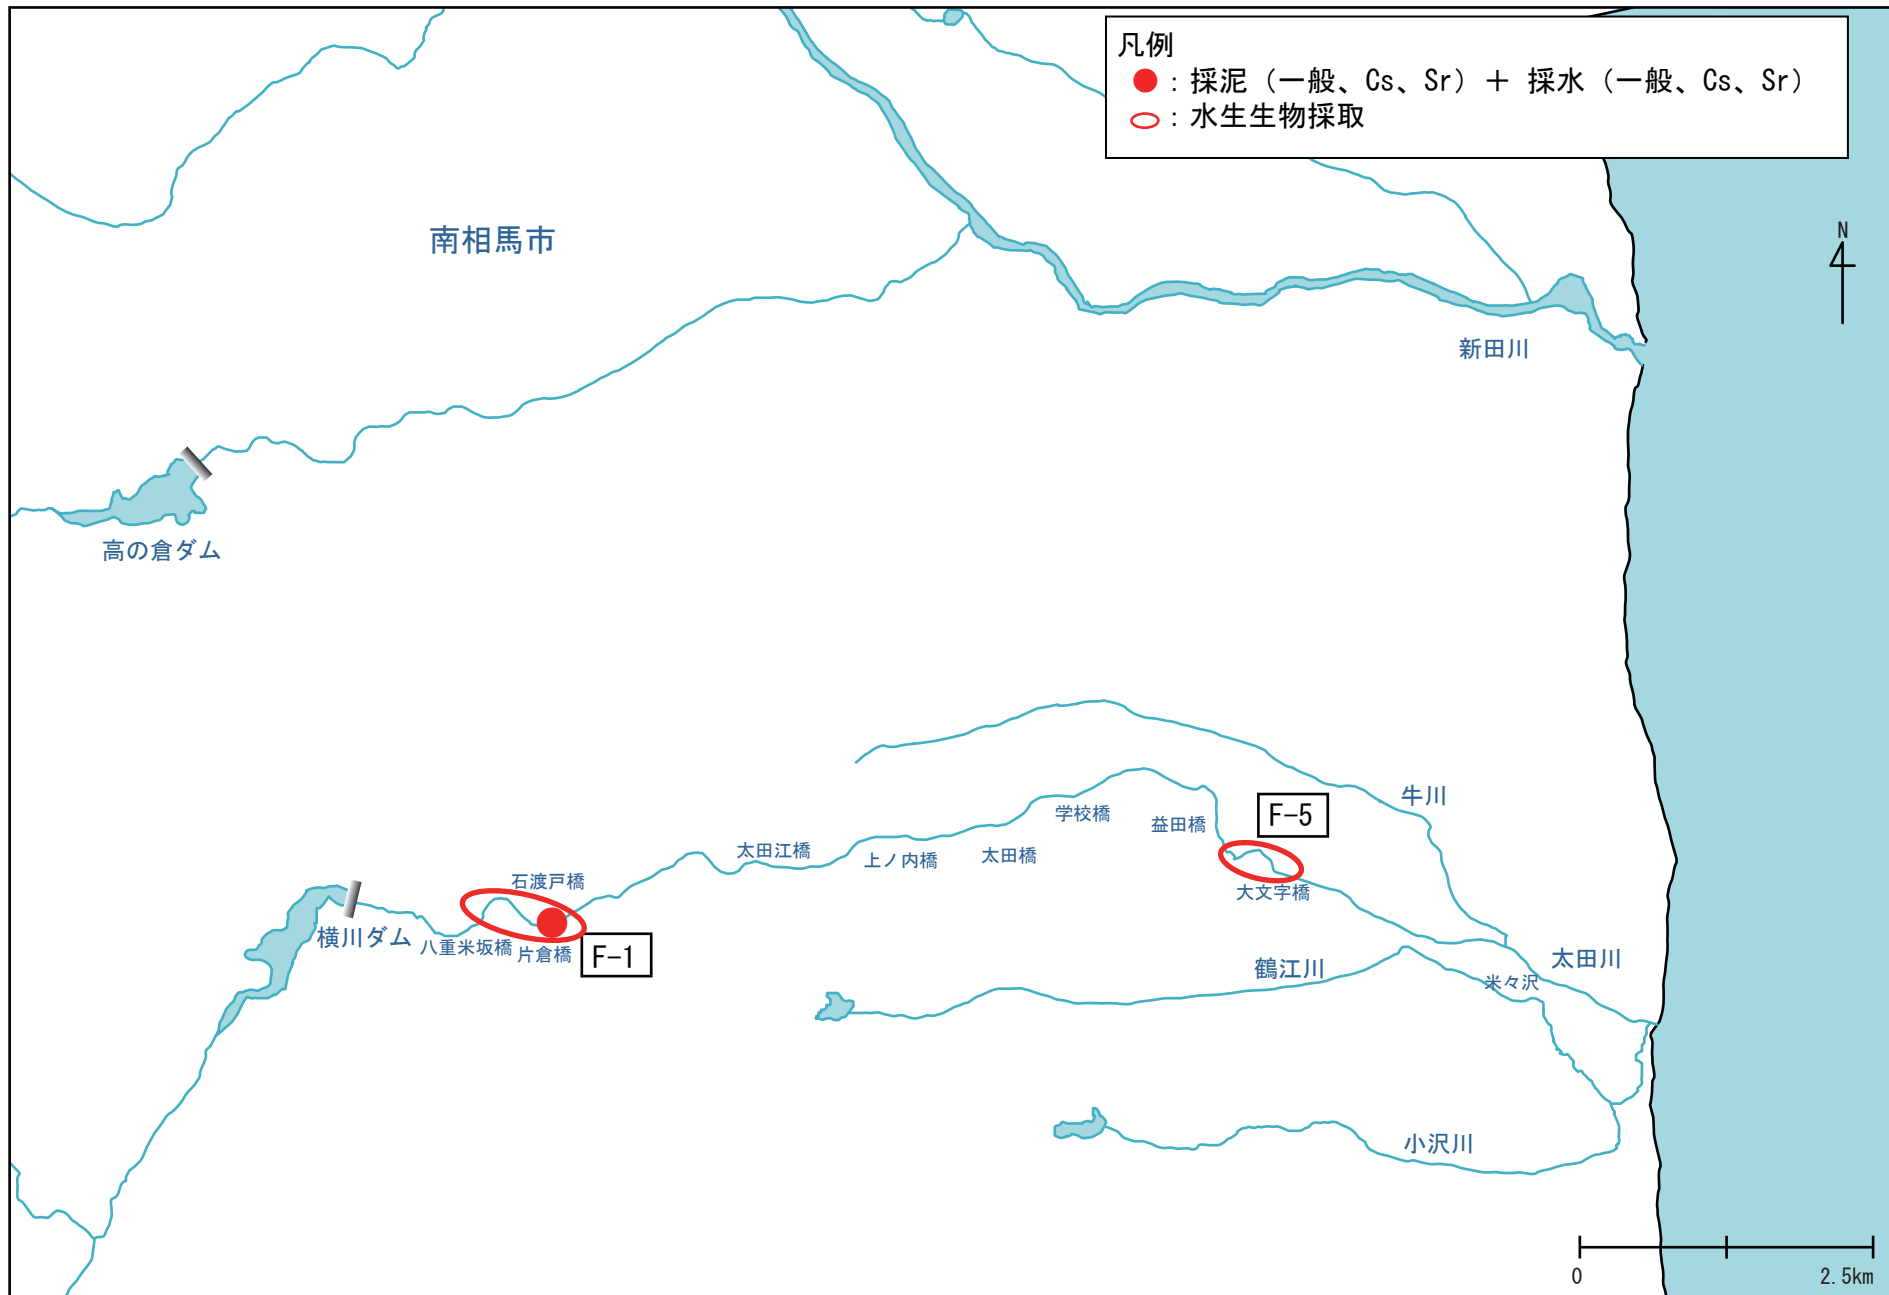 凡例
：採泥（一般、Cs、Sr）＋ 採水（一般、Cs、Sr）
：水生生物採取
南相馬市
N
新田川
高の倉ダム
牛川
学校橋
益田橋
F-5
太田江橋
上ノ内橋
太田橋
石渡戸橋
大文字橋
横川ダム
八重米坂橋
片倉橋
F-1
鶴江川
太田川
米々沢
小沢川
0
2.5km